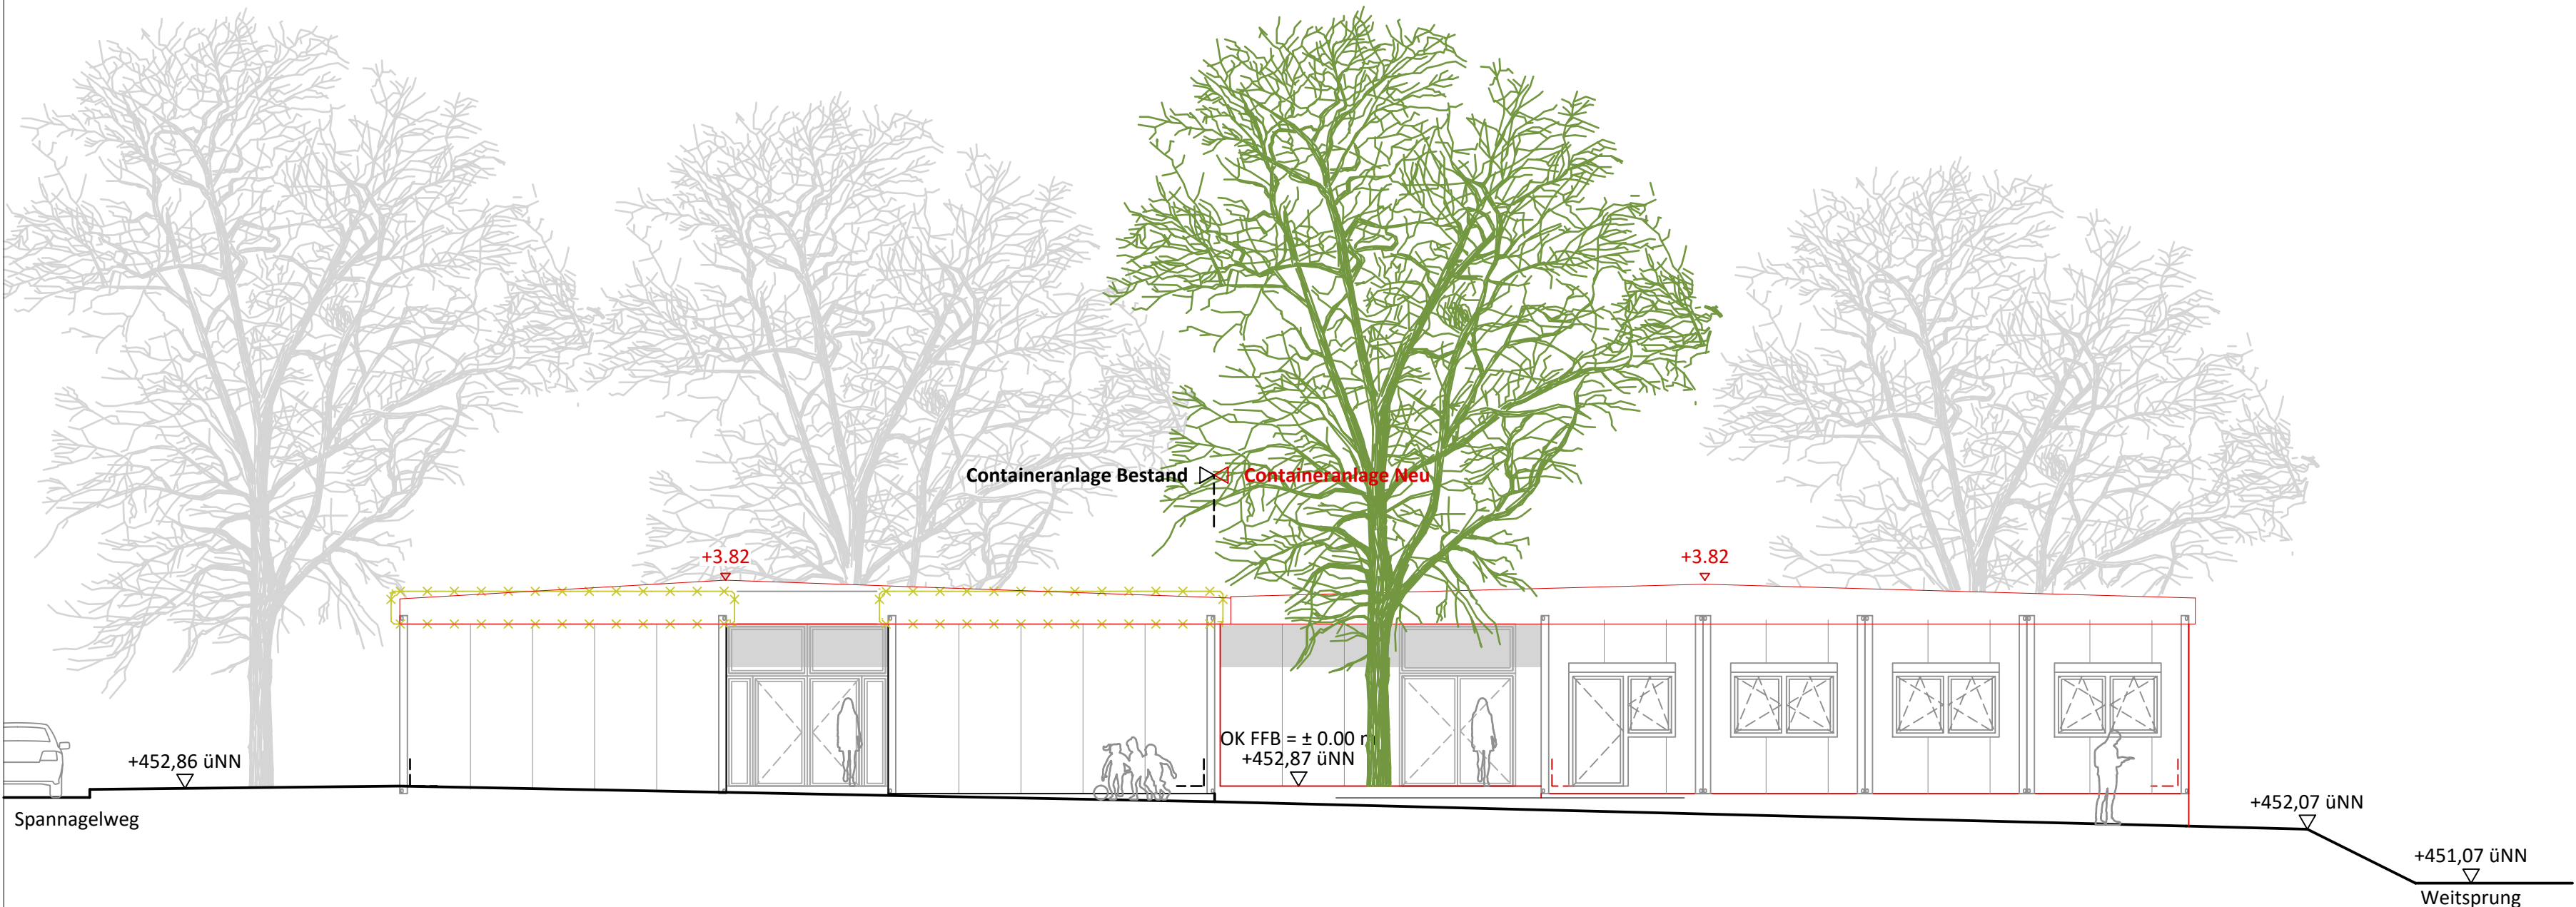 Containeranlage Bestand
Containeranlage Neu
+3.82
+3.82
OK FFB = ± 0.00
+452,87 üNN
+452,86 üNN
Spannagelweg
+452,07 üNN
+451,07 üNN
Weitsprung